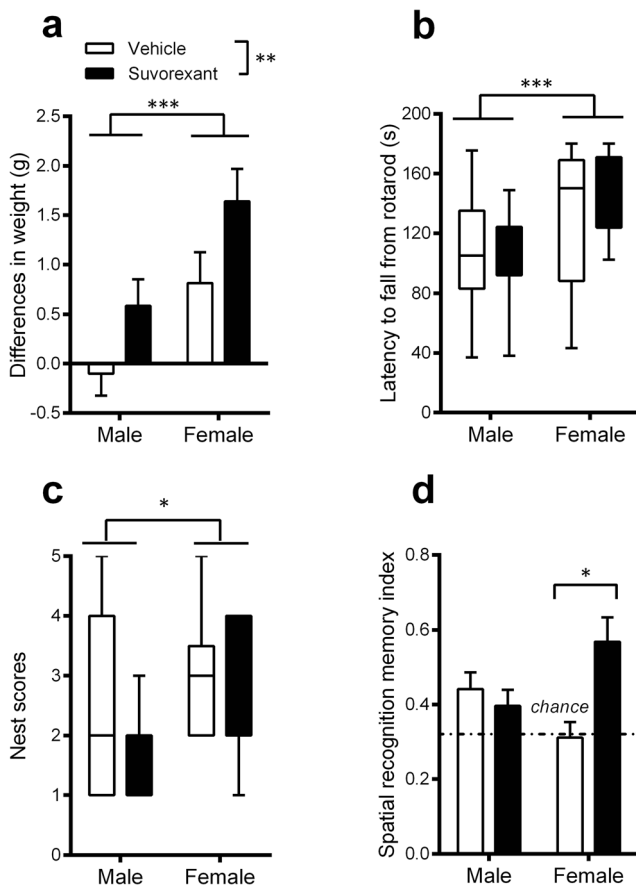 a
Vehicle
Suvorexant
**
***
Differences in weight (g)
2.5
2.0
1.5
1.0
0.5
0.0
-0.5
Male Female
b
***
Latency to fall from rotarod (s)
200
160
120
80
40
0
Male Female
c
*
Nest scores
5
4
3
2
1
0
Male Female
d
*
Spatial recognition memory index
0.8
0.6
0.4
0.2
0.0
chance
Male Female